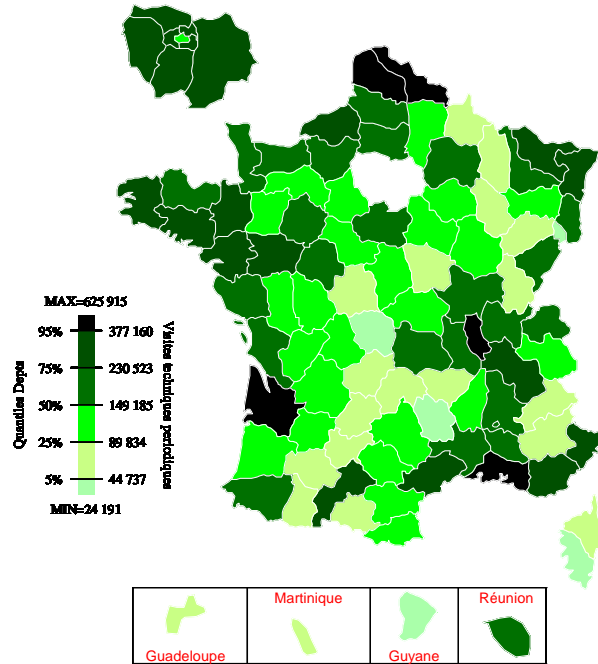 MAX=625 915
95% 377 160
75% 230 523
50% 149 185
25% 89 834
5% 44 737
MIN=24 191
Quantiles Depts
Visites techniques periodiques
Martinique
Réunion
Guadeloupe
Guyane